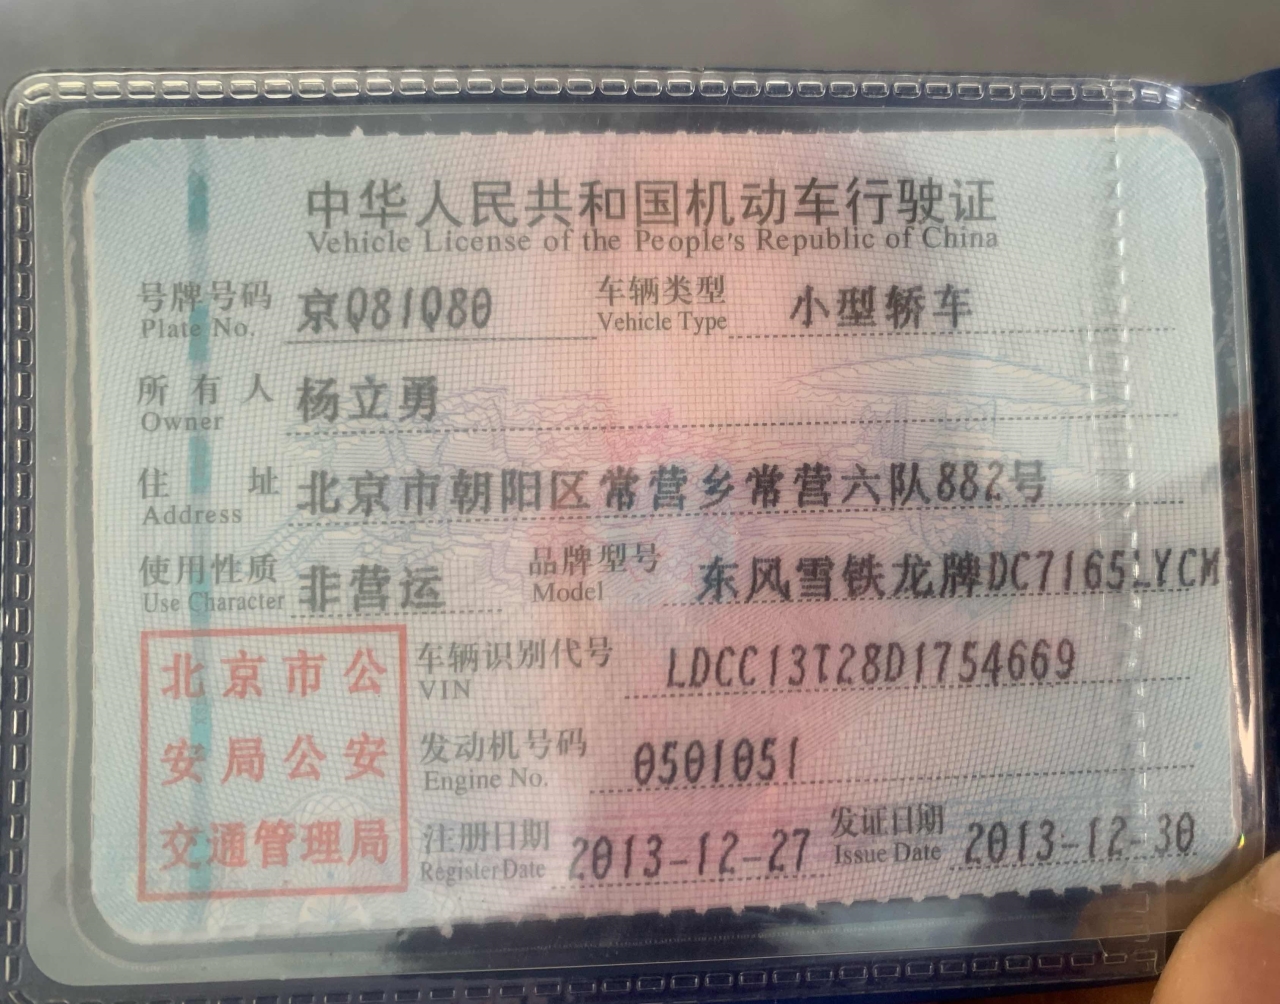 中华人民共和国机动车行驶证
Vehicle License of the People's Republic of China
号牌号码 京Q81Q80 车辆类型 小型轿车
Plate No. Vehicle Type
所有人 杨立勇
Owner
住址 北京市朝阳区常营乡常营六队882号
Address
使用性质 非营运 品牌型号 东风雪铁龙牌DC7165LYCM
Use Character Model
北京市公
安局公安
交通管理局
车辆识别代号 LDCC13T28D1754669
VIN
发动机号码 0501051
Engine No.
注册日期 2013-12-27 发证日期 2013-12-30
Register Date Issue Date